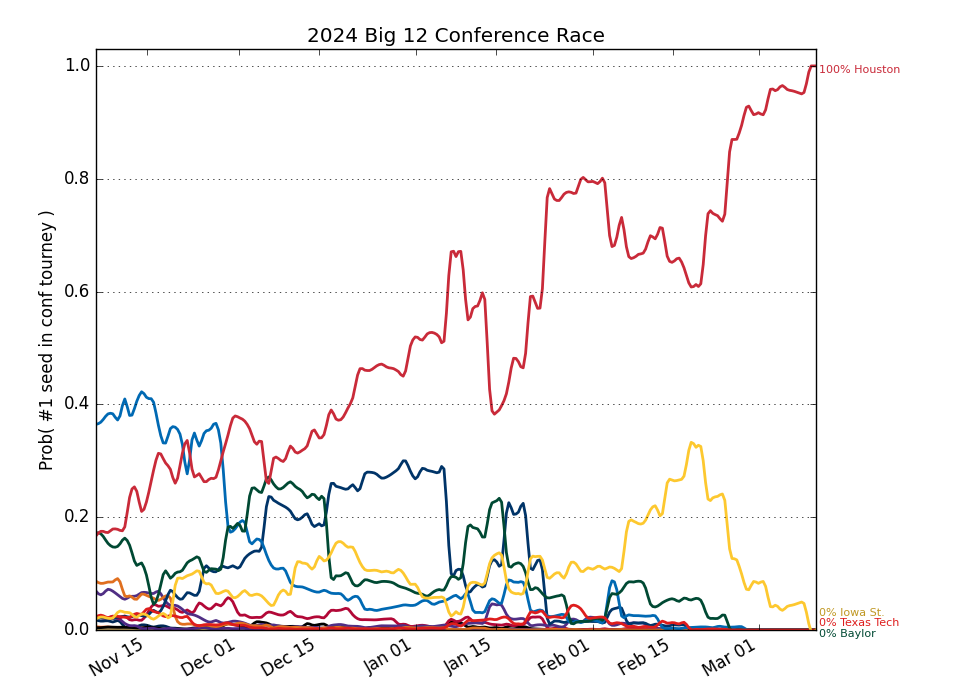 2024 Big 12 Conference Race
Prob( #1 seed in conf tourney )
1.0
0.8
0.6
0.4
0.2
0.0
Nov 15
Dec 01
Dec 15
Jan 01
Jan 15
Feb 01
Feb 15
Mar 01
100% Houston
0% Iowa St.
0% Texas Tech
0% Baylor